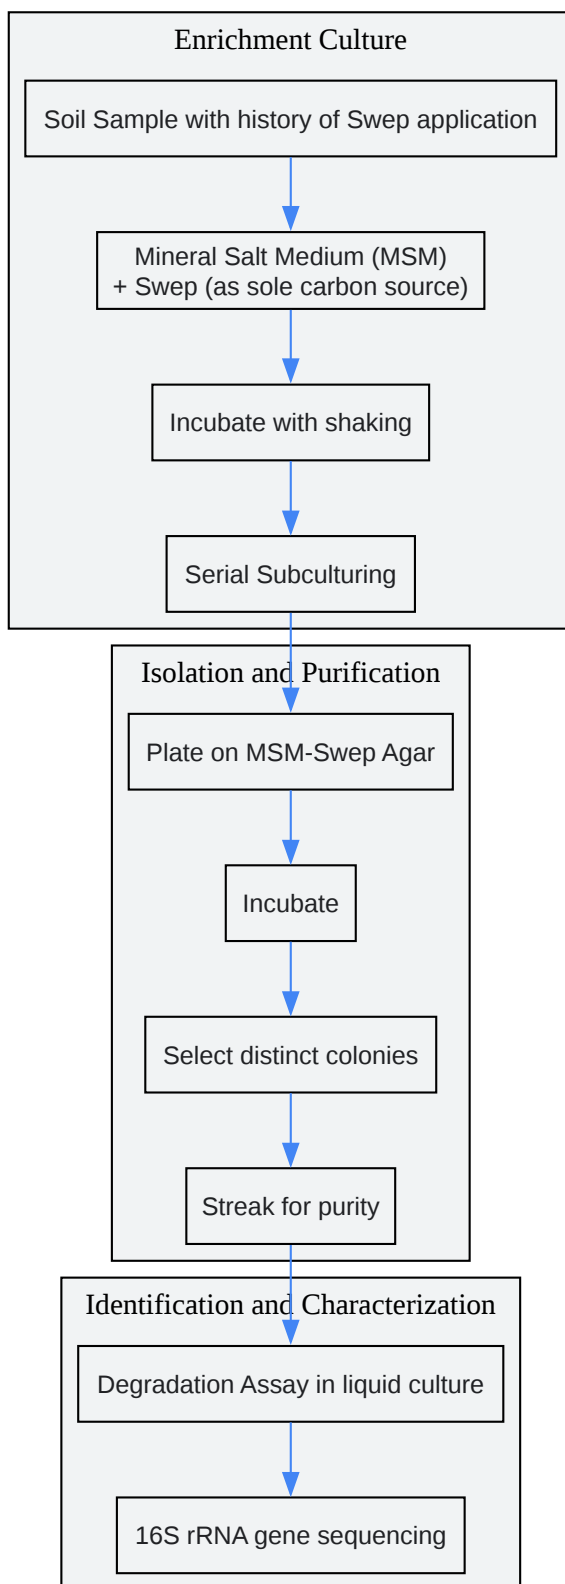 Enrichment Culture
Soil Sample with history of Swep application
Mineral Salt Medium (MSM)
+ Swep (as sole carbon source)
Incubate with shaking
Serial Subculturing
Isolation and Purification
Plate on MSM-Swep Agar
Incubate
Select distinct colonies
Streak for purity
Identification and Characterization
Degradation Assay in liquid culture
16S rRNA gene sequencing